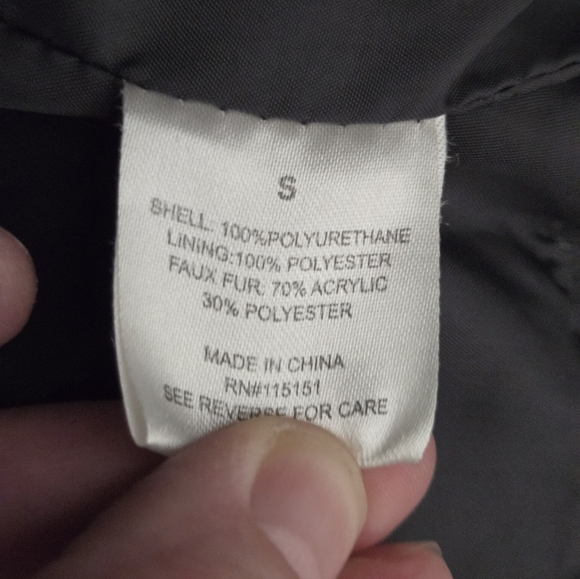 S
SHELL: 100%POLYURETHANE
LINING:100% POLYESTER
FAUX FUR: 70% ACRYLIC
30% POLYESTER
MADE IN CHINA
RN#115151
SEE REVERSE FOR CARE